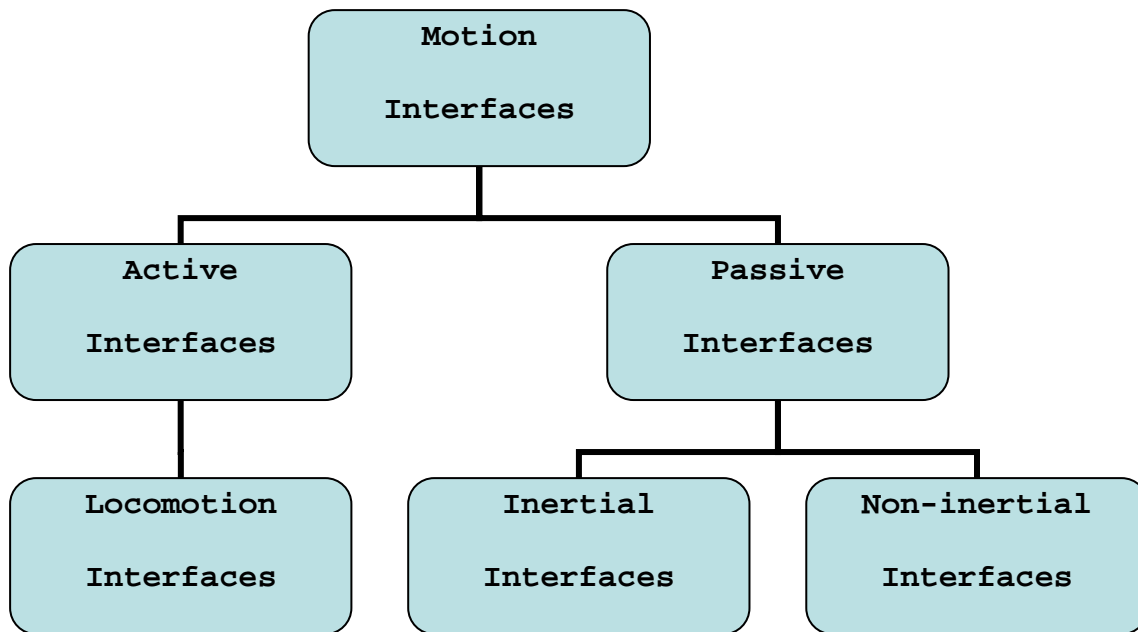 Motion
Interfaces
Active
Interfaces
Passive
Interfaces
Locomotion
Interfaces
Inertial
Interfaces
Non-inertial
Interfaces